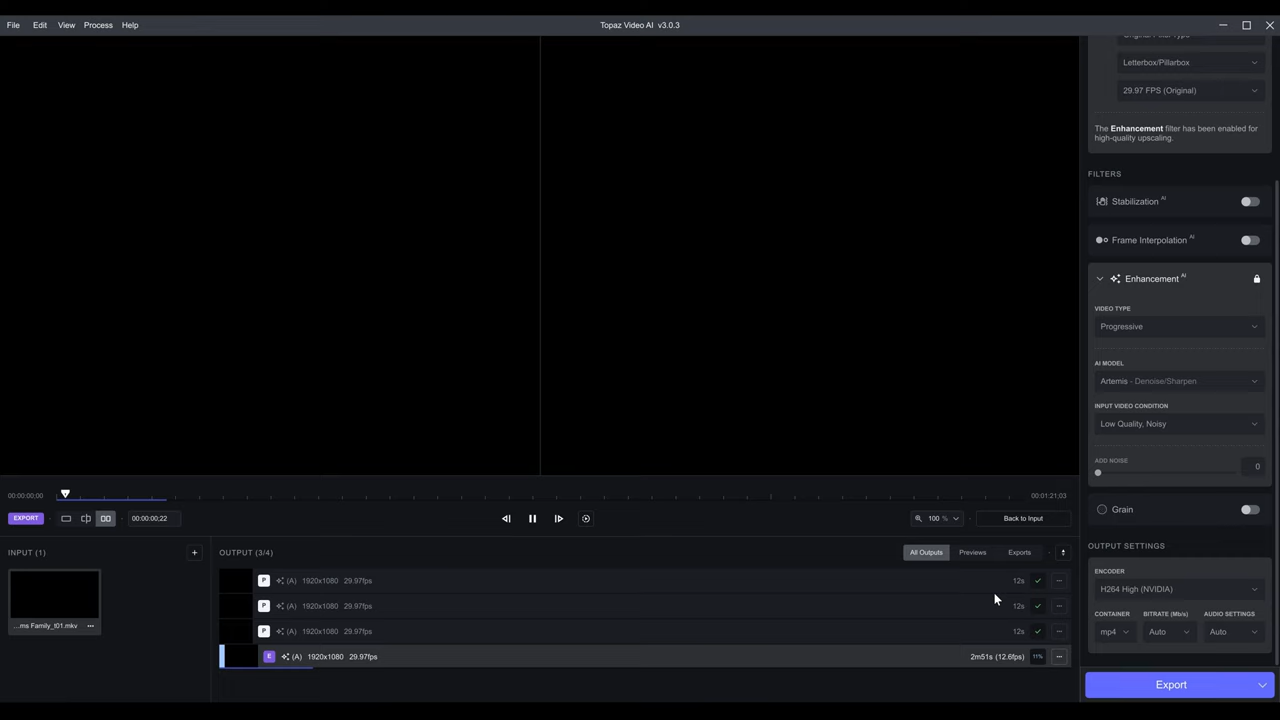 File Edit View Process Help
Topaz Video AI v3.0.3
Letterbox/Pillarbox
29.97 FPS (Original)
The Enhancement filter has been enabled for
high-quality upscaling.
FILTERS
Stabilization AI
Frame Interpolation AI
Enhancement AI
VIDEO TYPE
Progressive
AI MODEL
Artemis - Denoise/Sharpen
INPUT VIDEO CONDITION
Low Quality, Noisy
ADD NOISE
0
Grain
OUTPUT SETTINGS
ENCODER
H264 High (NVIDIA)
CONTAINER BITRATE (Mb/s) AUDIO SETTINGS
mp4 Auto Auto
Export
00:00:00;00
00:01:21;03
EXPORT
00:00:00;22
100 %
Back to Input
INPUT (1)
...ms Family_t01.mkv
OUTPUT (3/4)
All Outputs Previews Exports
P (A) 1920x1080 29.97fps 12s
P (A) 1920x1080 29.97fps 12s
P (A) 1920x1080 29.97fps 12s
E (A) 1920x1080 29.97fps 2m51s (12.6fps) 11%